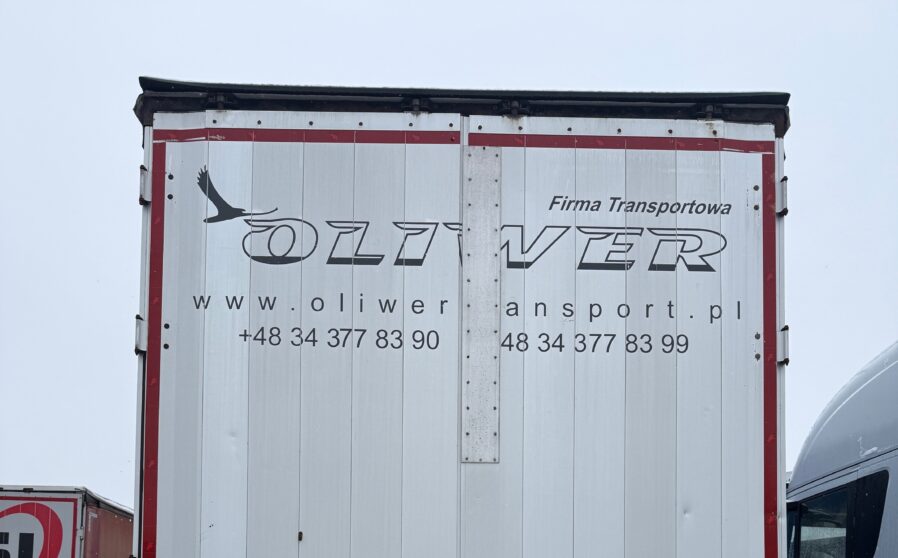 Firma Transportowa
OLIWER
www.oliwer ansport.pl
+48 34 377 83 90 48 34 377 83 99